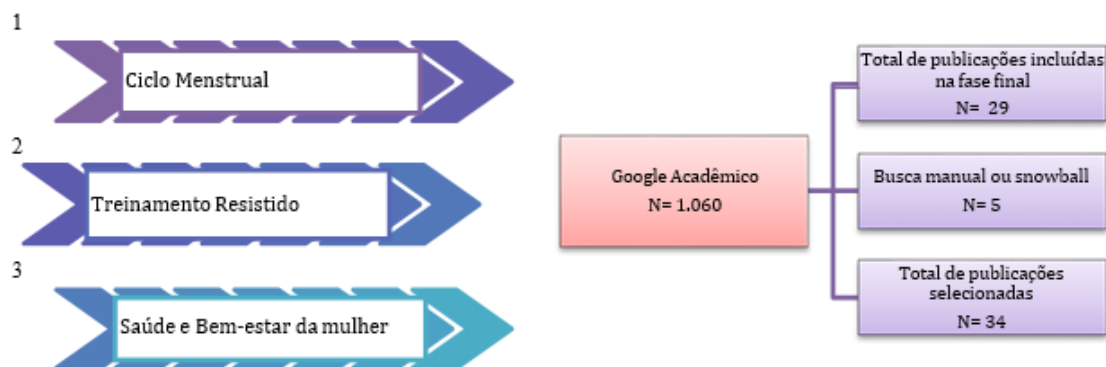 1
Ciclo Menstrual
2
Treinamento Resistido
3
Saúde e Bem-estar da mulher
Google Acadêmico
N= 1.060
Total de publicações incluídas
na fase final
N= 29
Busca manual ou snowball
N= 5
Total de publicações
selecionadas
N= 34